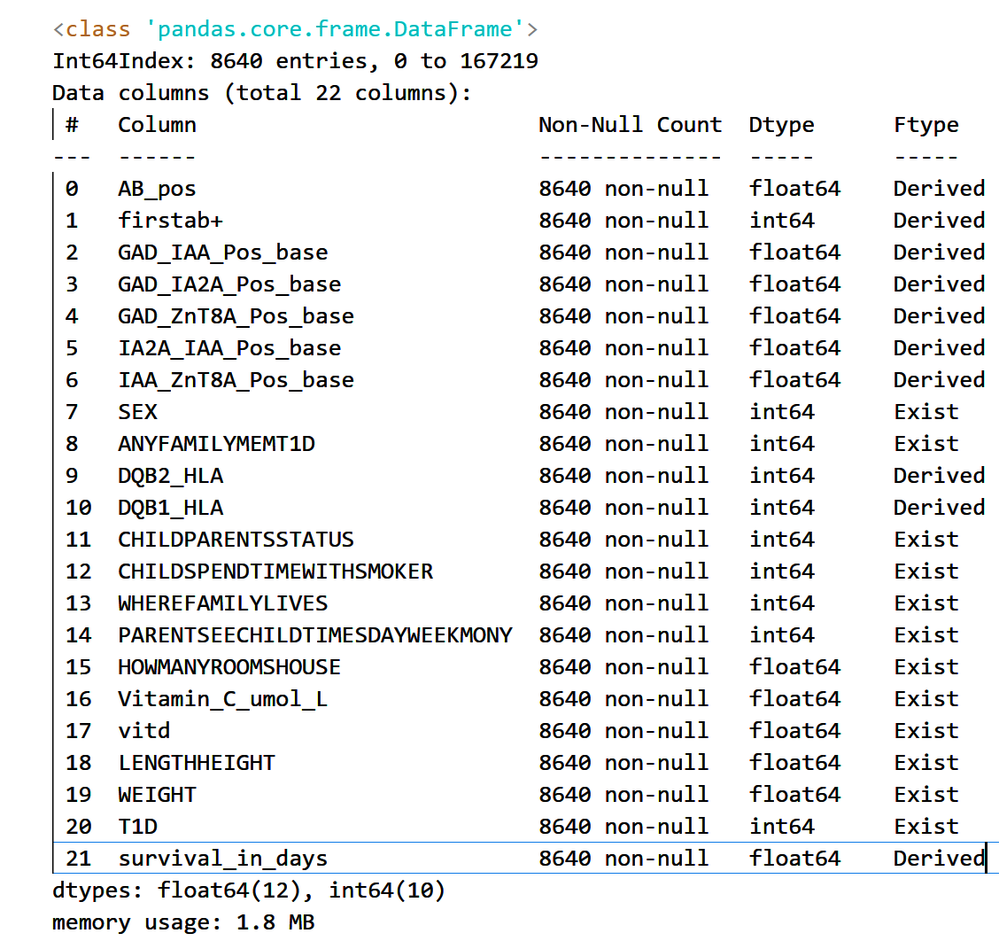 <class 'pandas.core.frame.DataFrame'>
Int64Index: 8640 entries, 0 to 167219
Data columns (total 22 columns):
 #   Column                          Non-Null Count  Dtype      Ftype
---  ------                          --------------  -----      -----
 0   AB_pos                          8640 non-null   float64    Derived
 1   firstab+                        8640 non-null   int64      Derived
 2   GAD_IAA_Pos_base                8640 non-null   float64    Derived
 3   GAD_IA2A_Pos_base               8640 non-null   float64    Derived
 4   GAD_ZnT8A_Pos_base              8640 non-null   float64    Derived
 5   IA2A_IAA_Pos_base               8640 non-null   float64    Derived
 6   IAA_ZnT8A_Pos_base              8640 non-null   float64    Derived
 7   SEX                             8640 non-null   int64      Exist
 8   ANYFAMILYMEMT1D                 8640 non-null   int64      Exist
 9   DQB2_HLA                        8640 non-null   int64      Derived
 10  DQB1_HLA                        8640 non-null   int64      Derived
 11  CHILDPARENTSSTATUS              8640 non-null   int64      Exist
 12  CHILDSPENDTIMEWITHSMOKER        8640 non-null   int64      Exist
 13  WHEREFAMILYLIVES                8640 non-null   int64      Exist
 14  PARENTSEECHILDTIMESDAYWEEKMONY  8640 non-null   int64      Exist
 15  HOWMANYROOMSHOUSE               8640 non-null   float64    Exist
 16  Vitamin_C_umol_L                8640 non-null   float64    Exist
 17  vitd                            8640 non-null   float64    Exist
 18  LENGTHHEIGHT                    8640 non-null   float64    Exist
 19  WEIGHT                          8640 non-null   float64    Exist
 20  T1D                             8640 non-null   int64      Exist
 21  survival_in_days                8640 non-null   float64    Derived
dtypes: float64(12), int64(10)
memory usage: 1.8 MB